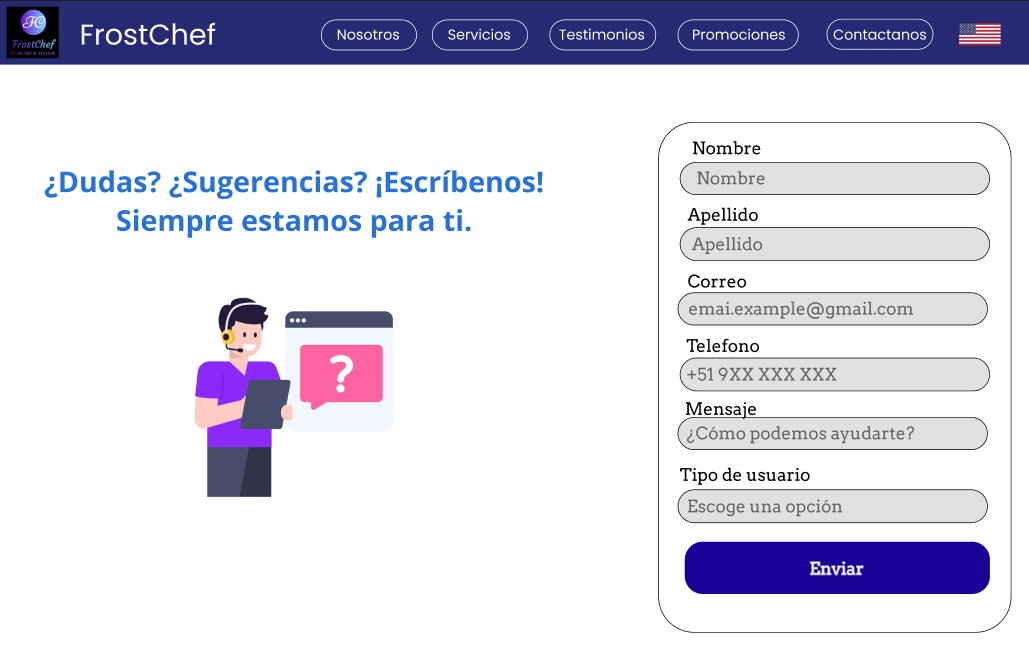 FrostChef
FrostChef
Nosotros
Servicios
Testimonios
Promociones
Contactanos
¿Dudas? ¿Sugerencias? ¡Escríbenos!
Siempre estamos para ti.
?
Nombre
Nombre
Apellido
Apellido
Correo
emai.example@gmail.com
Telefono
+51 9XX XXX XXX
Mensaje
¿Cómo podemos ayudarte?
Tipo de usuario
Escoge una opción
Enviar